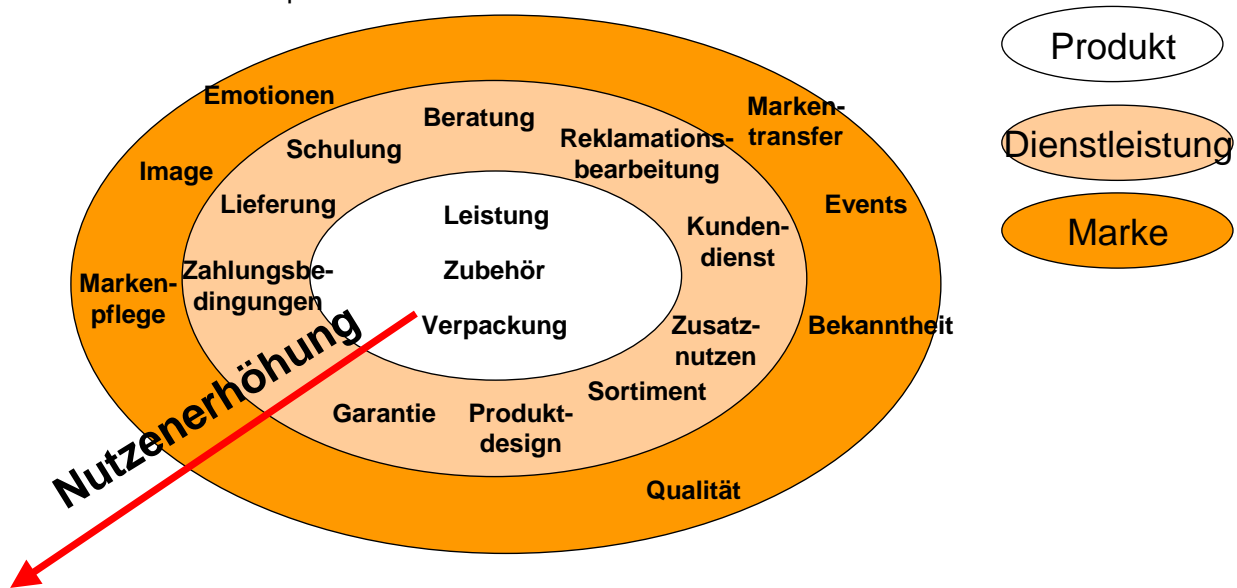 Produkt
Dienstleistung
Marke
Emotionen
Image
Marken-
pflege
Marken-
transfer
Events
Bekanntheit
Qualität
Beratung
Schulung
Lieferung
Zahlungsbe-
dingungen
Reklamations-
bearbeitung
Kunden-
dienst
Zusatz-
nutzen
Sortiment
Produkt-
design
Garantie
Leistung
Zubehör
Verpackung
Nutzenerhöhung